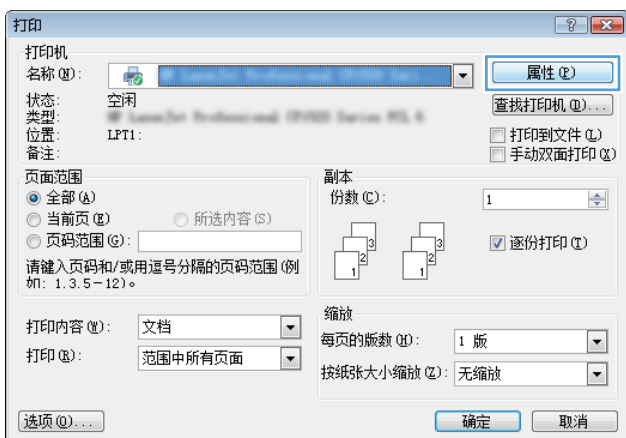 打印
打印机
名称(N):
属性(P)
状态: 空闲
类型:
查找打印机(D)...
位置: LPT1:
打印到文件(L)
备注:
手动双面打印(X)
页面范围
全部(A)
当前页(E) 所选内容(S)
页码范围(G):
请键入页码和/或用逗号分隔的页码范围(例
如: 1.3.5-12)。
副本
份数(C): 1
1 2 3 1 2 3
逐份打印(T)
打印内容(W): 文档
打印(R): 范围中所有页面
缩放
每页的版数(H): 1 版
按纸张大小缩放(Z): 无缩放
选项(O)...
确定 取消